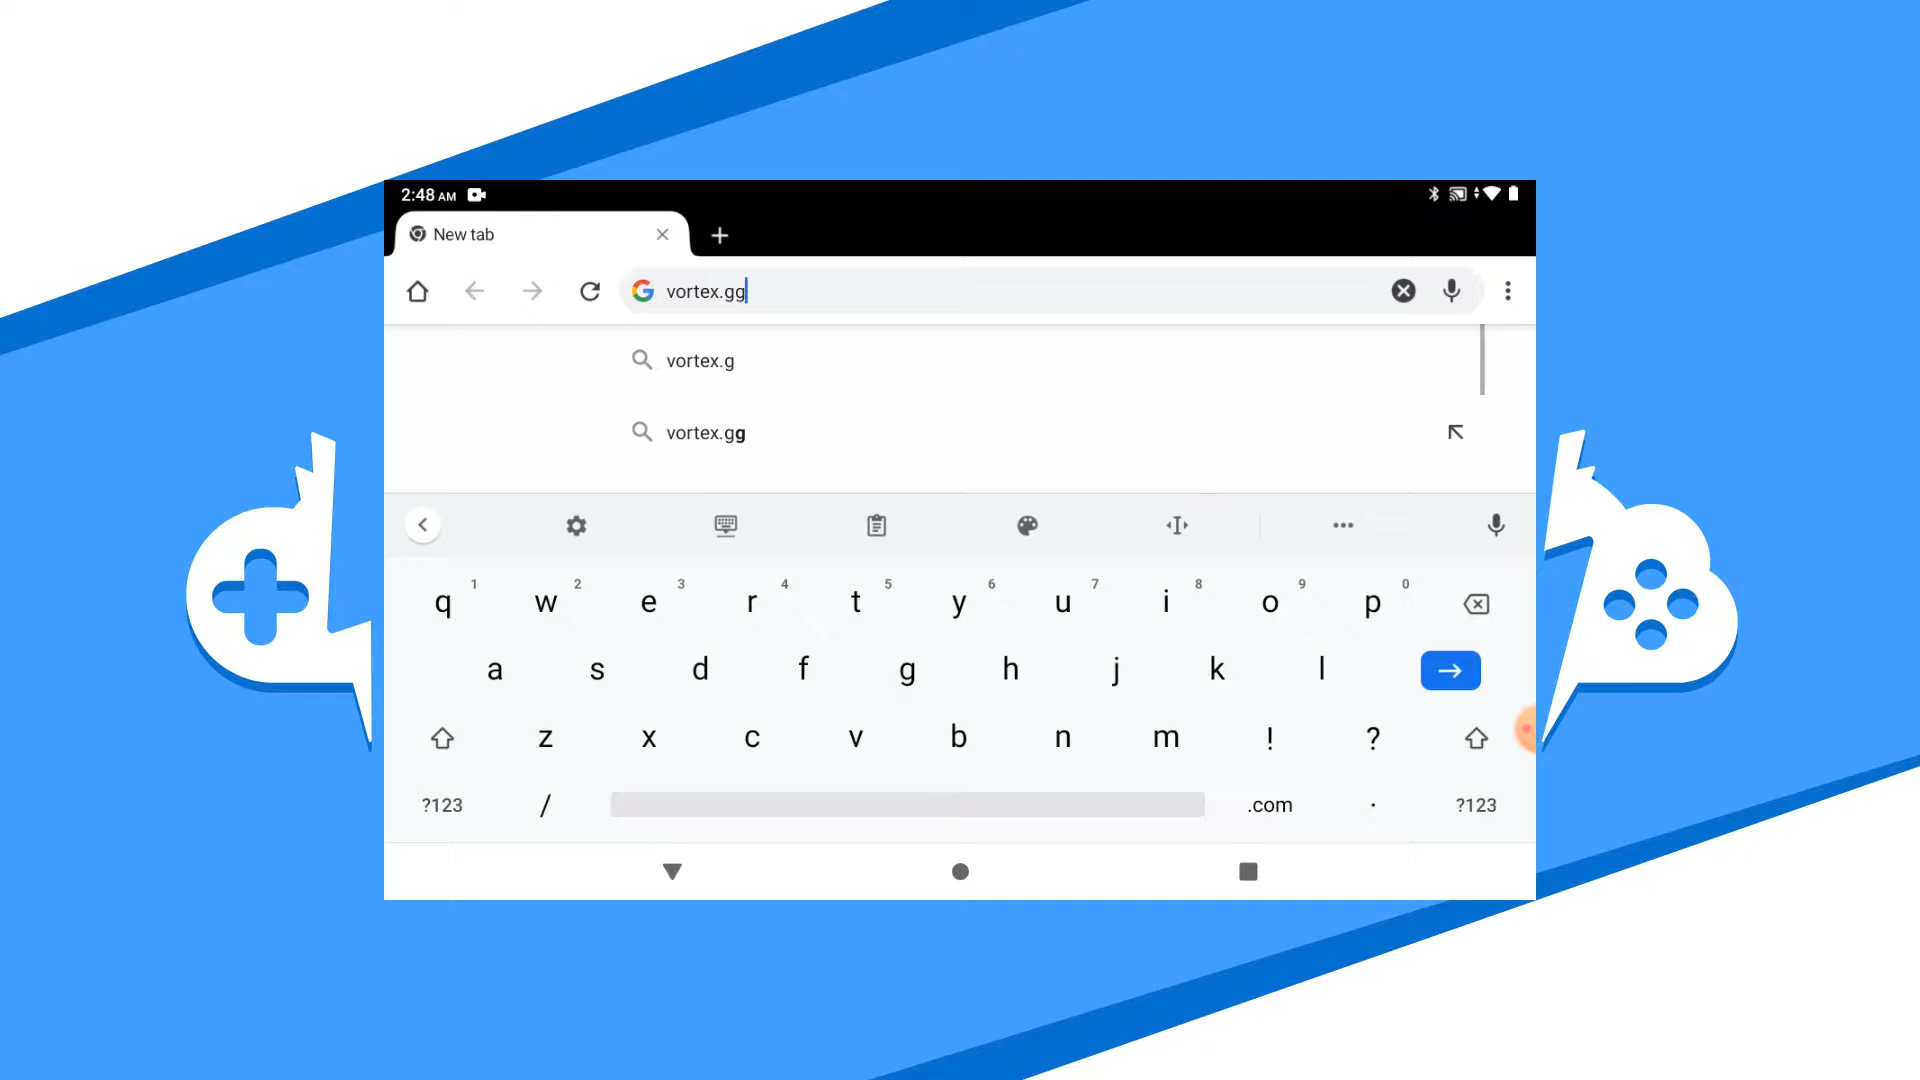 2:48 AM
New tab
vortex.gg
vortex.g
vortex.gg
q 1 w 2 e 3 r 4 t 5 y 6 u 7 i 8 o 9 p 0
a s d f g h j k l
z x c v b n m ! ?
?123 / .com . ?123